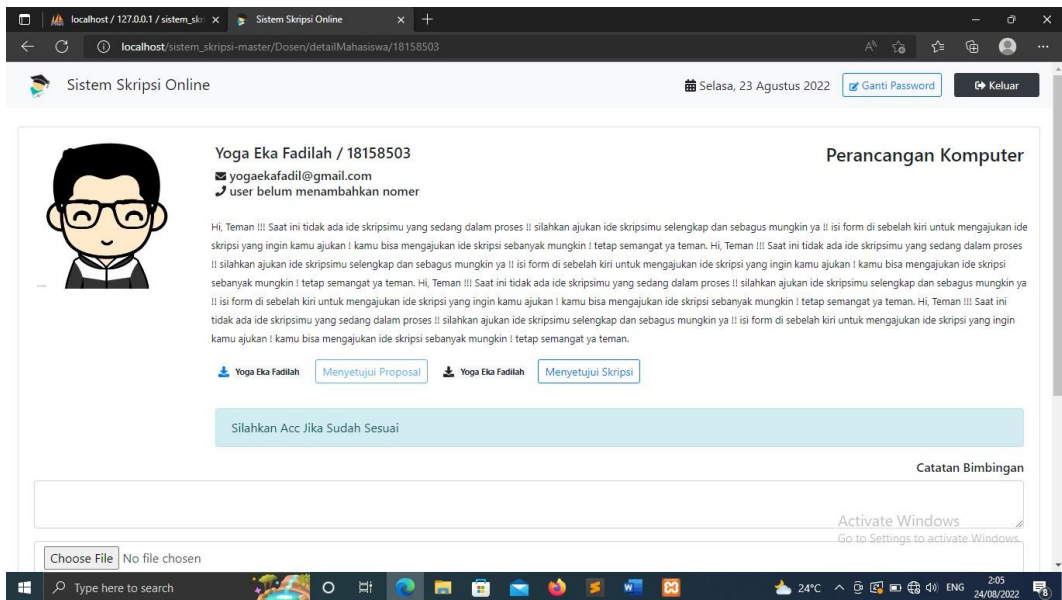 localhost / 127.0.0.1 / sistem_skr
Sistem Skripsi Online
localhost/sistem_skripsi-master/Dosen/detailMahasiswa/18158503
Sistem Skripsi Online
Selasa, 23 Agustus 2022
Ganti Password
Keluar
Yoga Eka Fadilah / 18158503
Perancangan Komputer
yogaekafadil@gmail.com
user belum menambahkan nomer
Hi, Teman !!! Saat ini tidak ada ide skripsimu yang sedang dalam proses !! silahkan ajukan ide skripsimu selengkap dan sebagus mungkin ya !! isi form di sebelah kiri untuk mengajukan ide
skripsi yang ingin kamu ajukan ! kamu bisa mengajukan ide skripsi sebanyak mungkin ! tetap semangat ya teman. Hi, Teman !!! Saat ini tidak ada ide skripsimu yang sedang dalam proses
!! silahkan ajukan ide skripsimu selengkap dan sebagus mungkin ya !! isi form di sebelah kiri untuk mengajukan ide skripsi yang ingin kamu ajukan ! kamu bisa mengajukan ide skripsi
sebanyak mungkin ! tetap semangat ya teman. Hi, Teman !!! Saat ini tidak ada ide skripsimu yang sedang dalam proses !! silahkan ajukan ide skripsimu selengkap dan sebagus mungkin ya
!! isi form di sebelah kiri untuk mengajukan ide skripsi yang ingin kamu ajukan ! kamu bisa mengajukan ide skripsi sebanyak mungkin ! tetap semangat ya teman. Hi, Teman !!! Saat ini
tidak ada ide skripsimu yang sedang dalam proses !! silahkan ajukan ide skripsimu selengkap dan sebagus mungkin ya !! isi form di sebelah kiri untuk mengajukan ide skripsi yang ingin
kamu ajukan ! kamu bisa mengajukan ide skripsi sebanyak mungkin ! tetap semangat ya teman.
Yoga Eka Fadilah
Menyetujui Proposal
Yoga Eka Fadilah
Menyetujui Skripsi
Silahkan Acc Jika Sudah Sesuai
Catatan Bimbingan
Activate Windows
Go to Settings to activate Windows.
Choose File No file chosen
Type here to search
24°C
ENG
2:05
24/08/2022